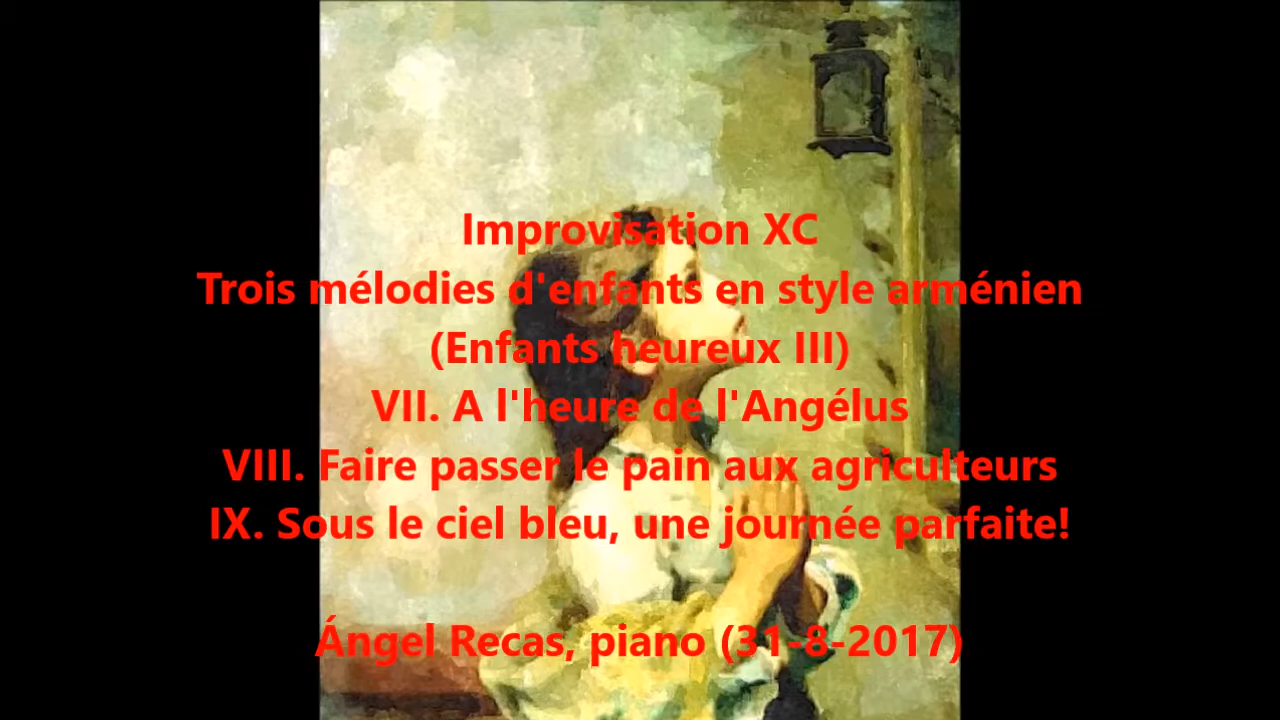 Improvisation XC
Trois mélodies d'enfants en style arménien
(Enfants heureux III)
VII. A l'heure de l'Angélus
VIII. Faire passer le pain aux agriculteurs
IX. Sous le ciel bleu, une journée parfaite!
Ángel Recas, piano (31-8-2017)